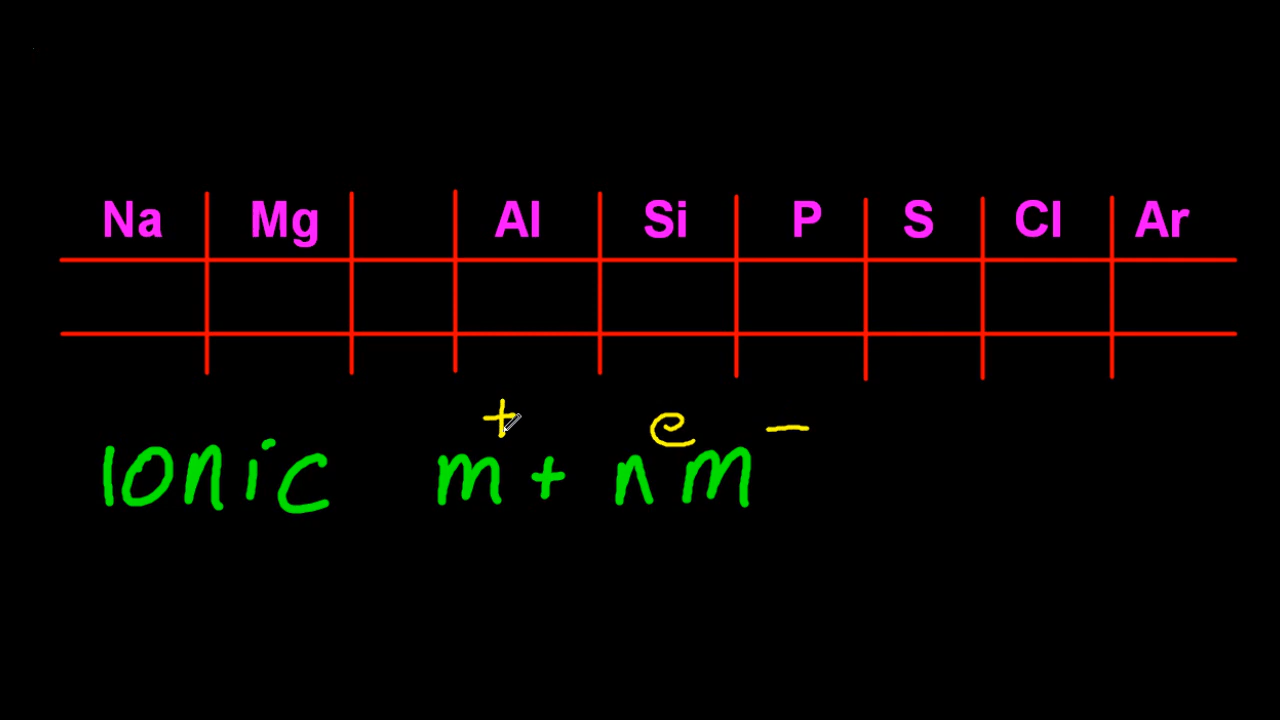 Na Mg Al Si P S Cl Ar
+ e −
Ionic m + nm